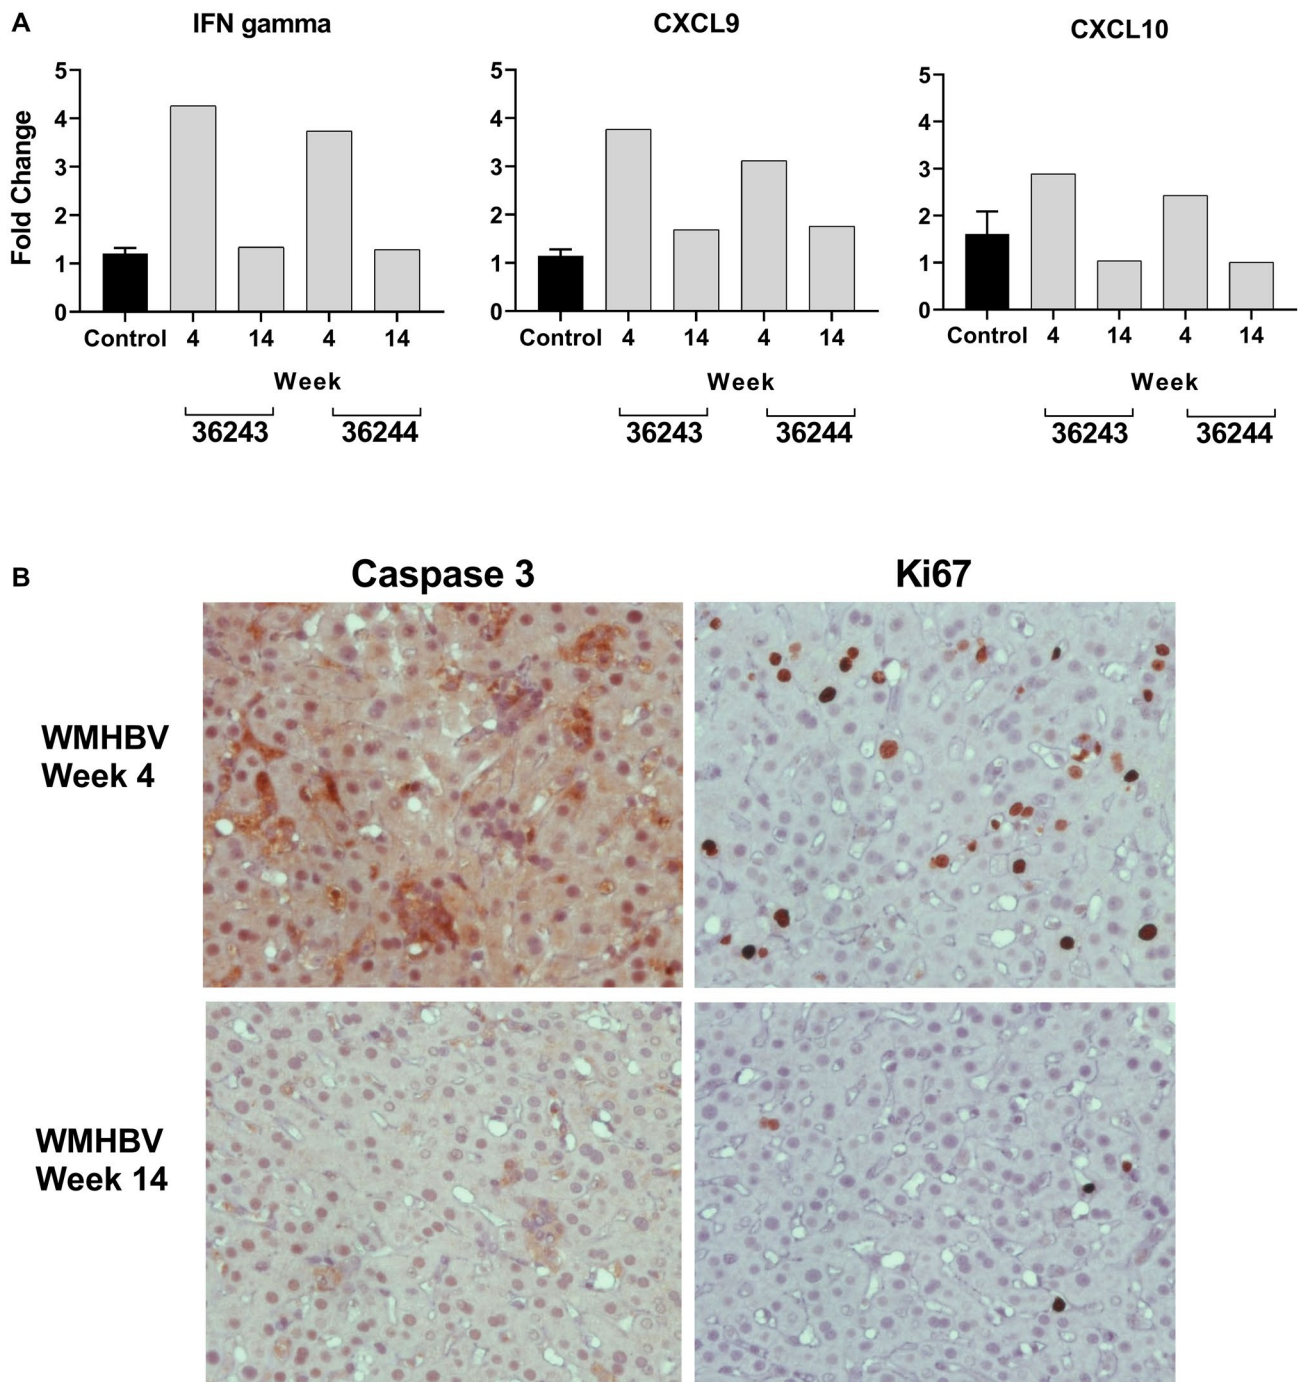 A
IFN gamma
CXCL9
CXCL10
Fold Change
5
4
3
2
1
0
Control 4 14 4 14
Week
36243 36244
5
4
3
2
1
0
Control 4 14 4 14
Week
36243 36244
5
4
3
2
1
0
Control 4 14 4 14
Week
36243 36244
B
Caspase 3
Ki67
WMHBV
Week 4
WMHBV
Week 14